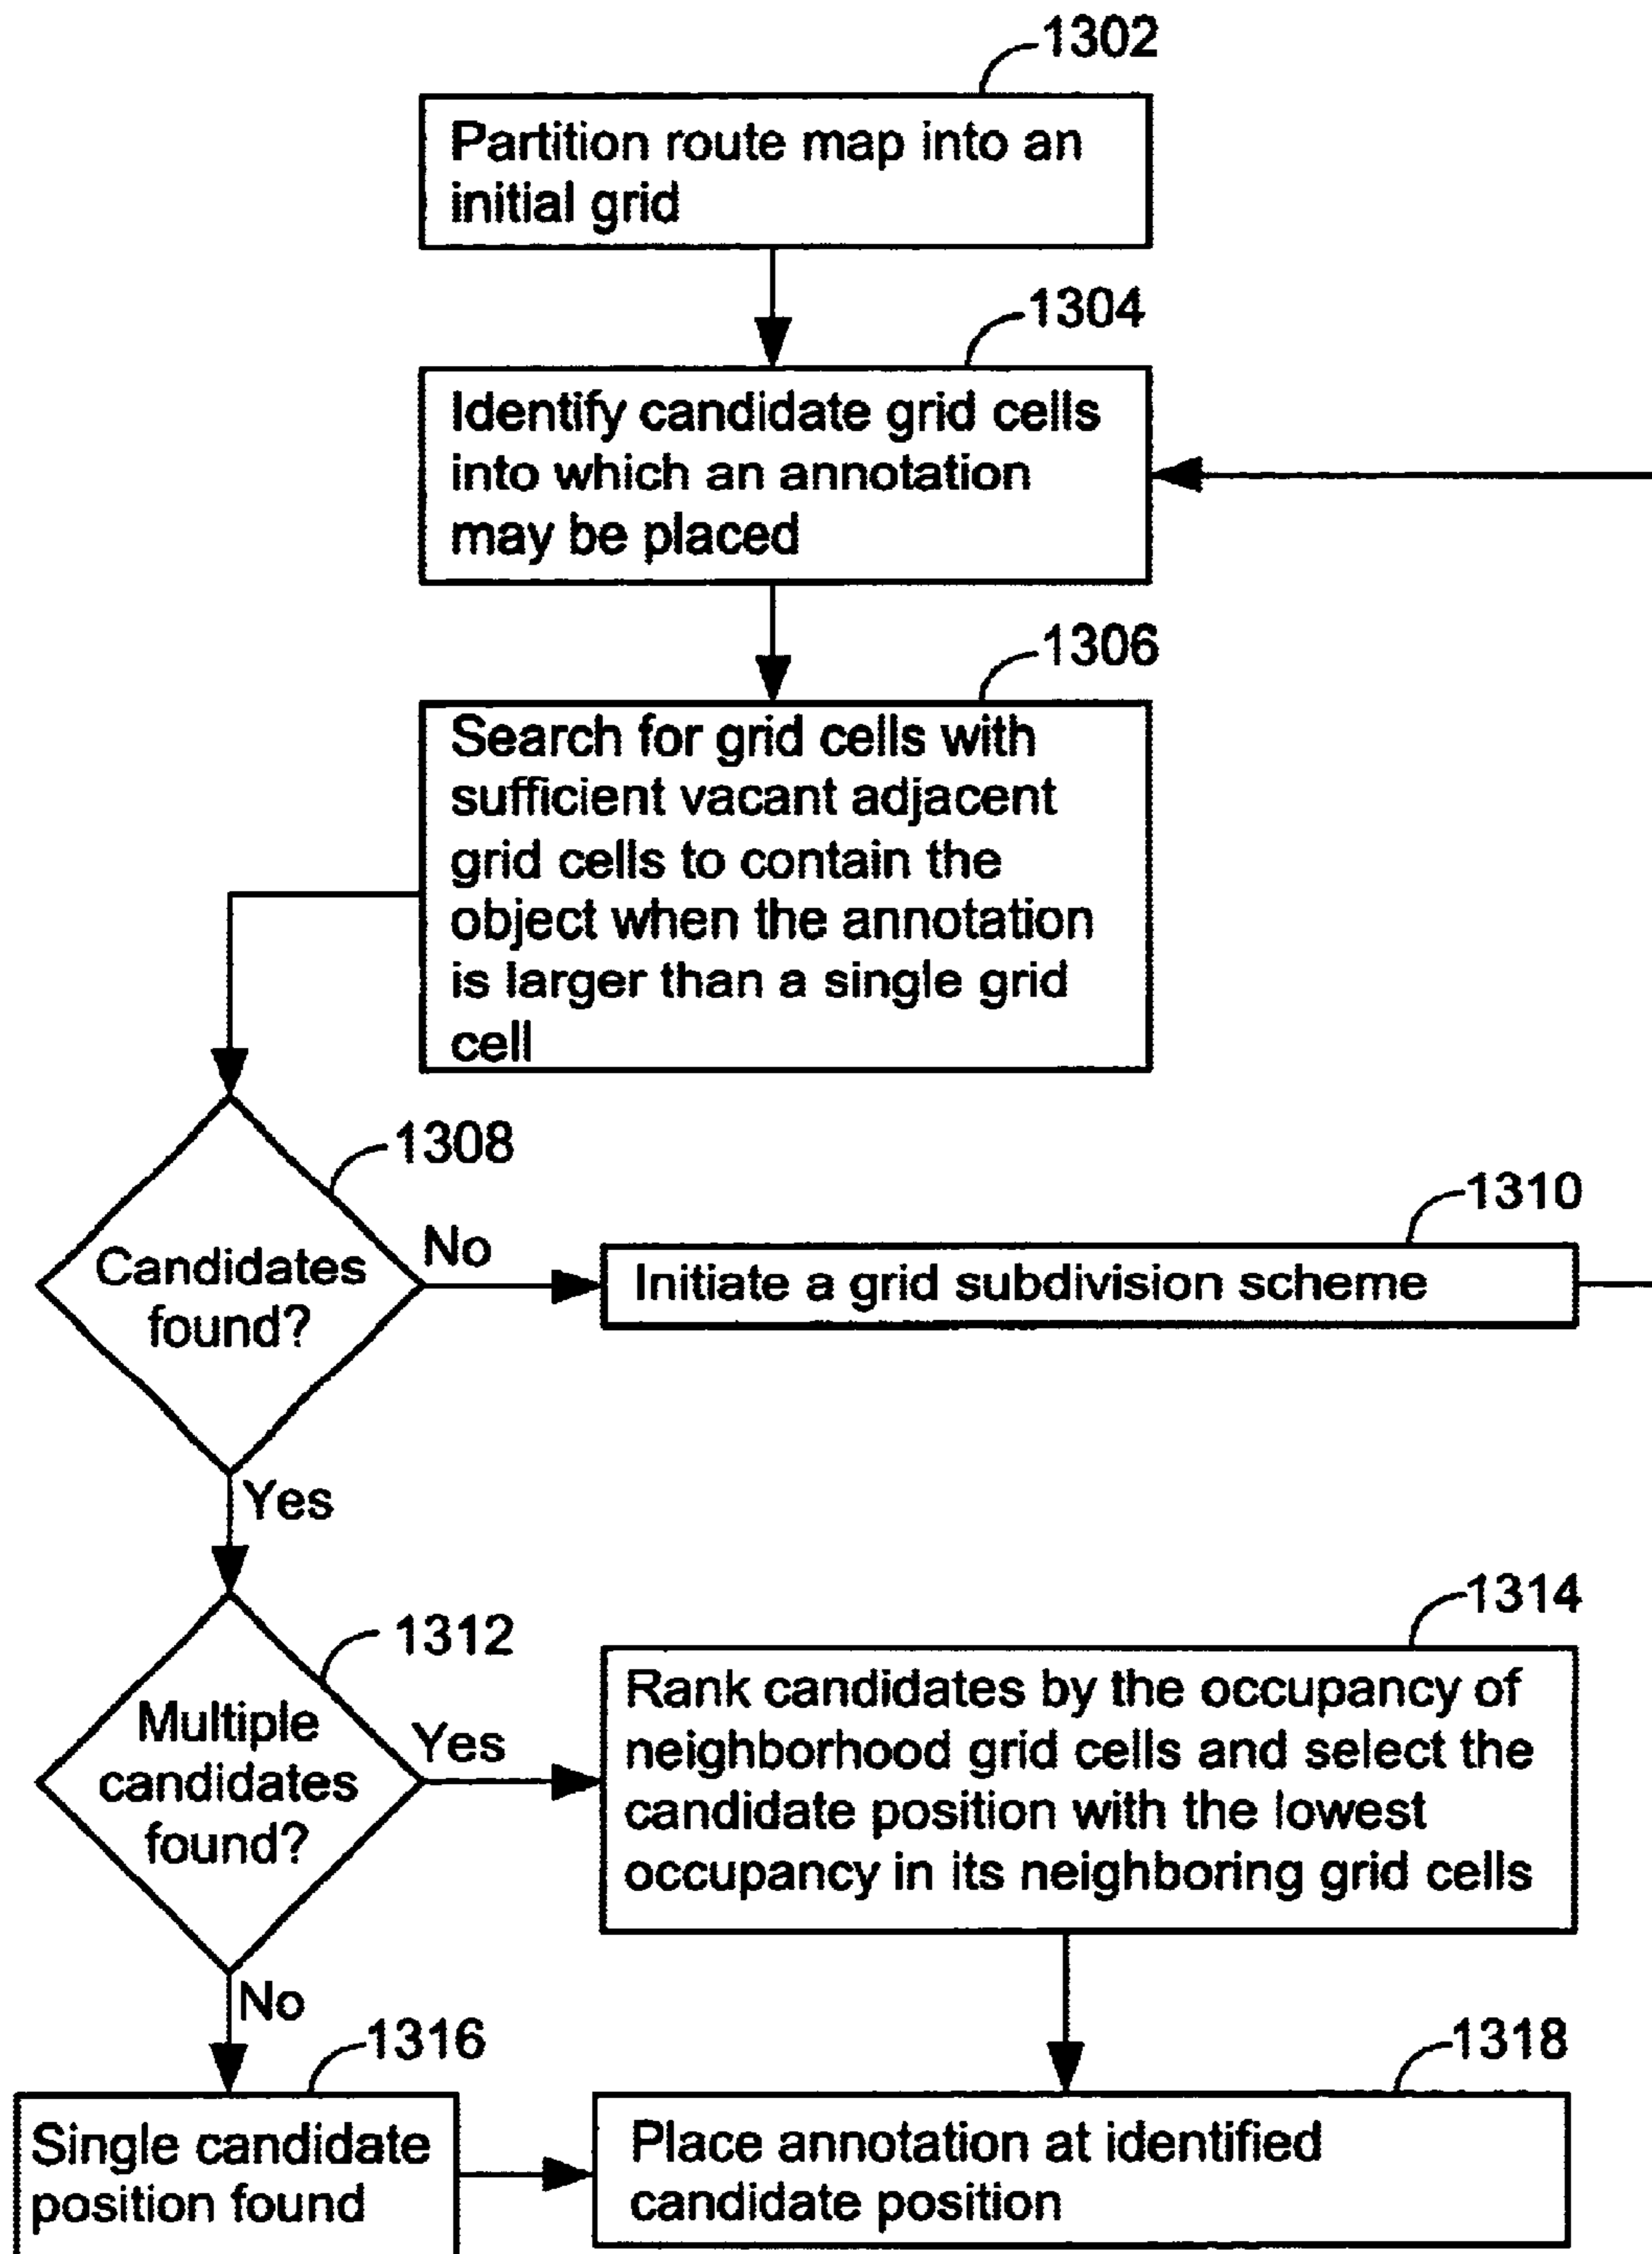 1302
Partition route map into an
initial grid
1304
Identify candidate grid cells
into which an annotation
may be placed
1306
Search for grid cells with
sufficient vacant adjacent
grid cells to contain the
object when the annotation
is larger than a single grid
cell
1308
Candidates
found?
No
1310
Initiate a grid subdivision scheme
Yes
1312
Multiple
candidates
found?
Yes
1314
Rank candidates by the occupancy of
neighborhood grid cells and select the
candidate position with the lowest
occupancy in its neighboring grid cells
No
1316
Single candidate
position found
1318
Place annotation at identified
candidate position